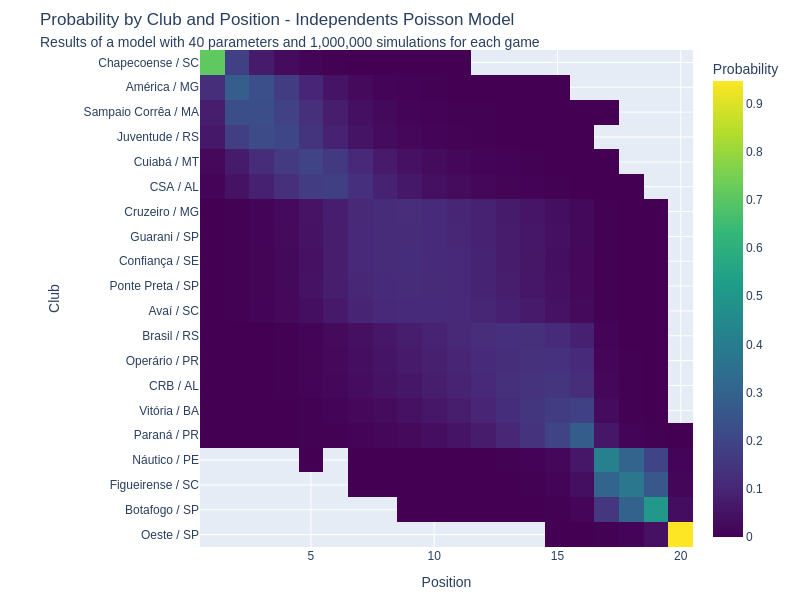 Probability by Club and Position - Independents Poisson Model
Results of a model with 40 parameters and 1,000,000 simulations for each game
Probability
Chapecoense / SC
América / MG
Sampaio Corrêa / MA
Juventude / RS
Cuiabá / MT
CSA / AL
Cruzeiro / MG
Guarani / SP
Confiança / SE
Ponte Preta / SP
Avaí / SC
Brasil / RS
Operário / PR
CRB / AL
Vitória / BA
Paraná / PR
Náutico / PE
Figueirense / SC
Botafogo / SP
Oeste / SP
Club
5 10 15 20
Position
0.9
0.8
0.7
0.6
0.5
0.4
0.3
0.2
0.1
0